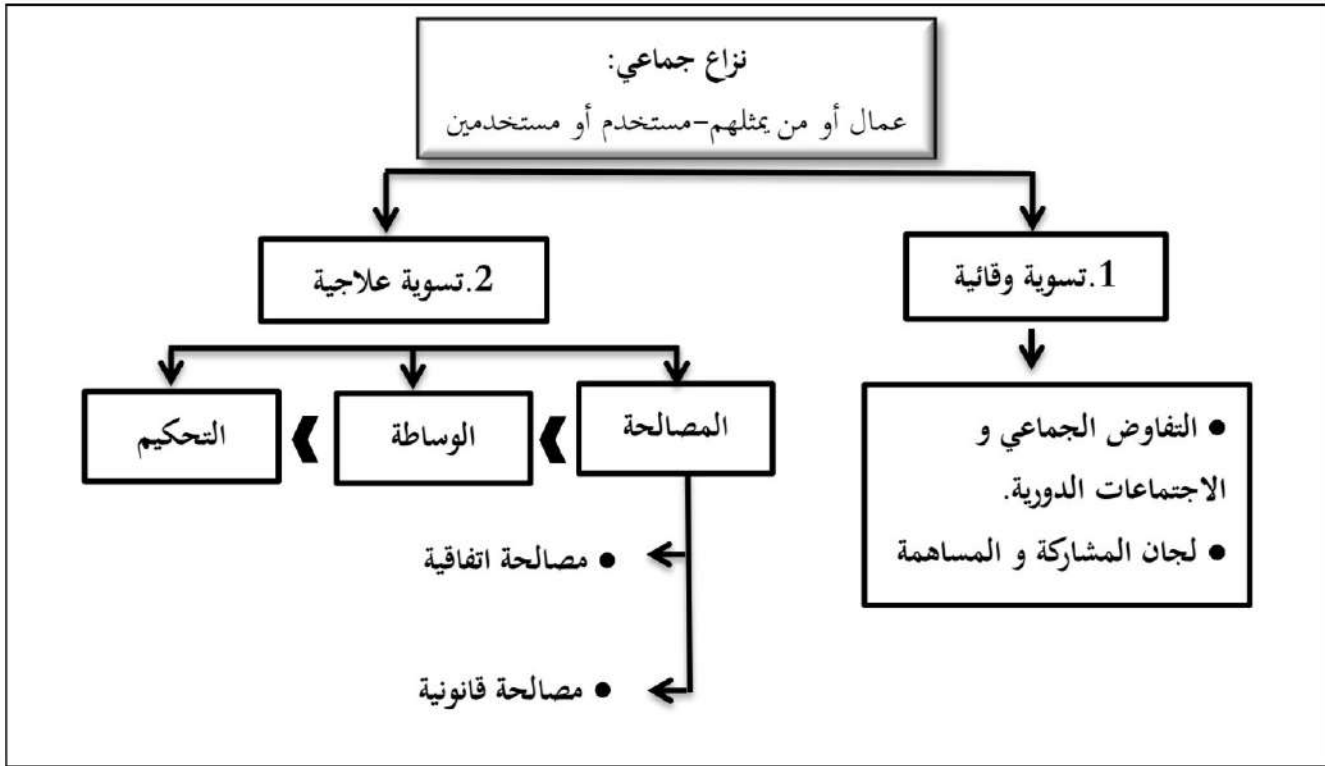 نزاع جماعي:
عمال أو من يمثلهم-مستخدم أو مستخدمين
1.تسوية وقائية
2.تسوية علاجية
● التفاوض الجماعي و
الاجتماعات الدورية.
● لجان المشاركة و المساهمة
المصالحة
الوساطة
التحكيم
● مصالحة اتفاقية
● مصالحة قانونية